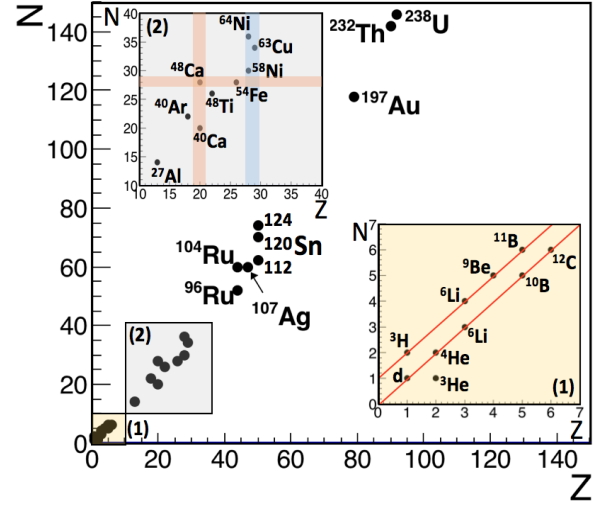 N
140
120
100
80
60
40
20
0
0 20 40 60 80 100 120 140
Z
232Th
238U
197Au
124
120Sn
112
104Ru
96Ru
107Ag
(2)
(1)
N
40
35
30
25
20
15
10
10 15 20 25 30 35 40
Z
(2)
64Ni
63Cu
48Ca
58Ni
54Fe
48Ti
40Ar
40Ca
27Al
N
7
6
5
4
3
2
1
0
0 1 2 3 4 5 6 7
Z
11B
12C
9Be
10B
6Li
6Li
3H
4He
d
3He
(1)